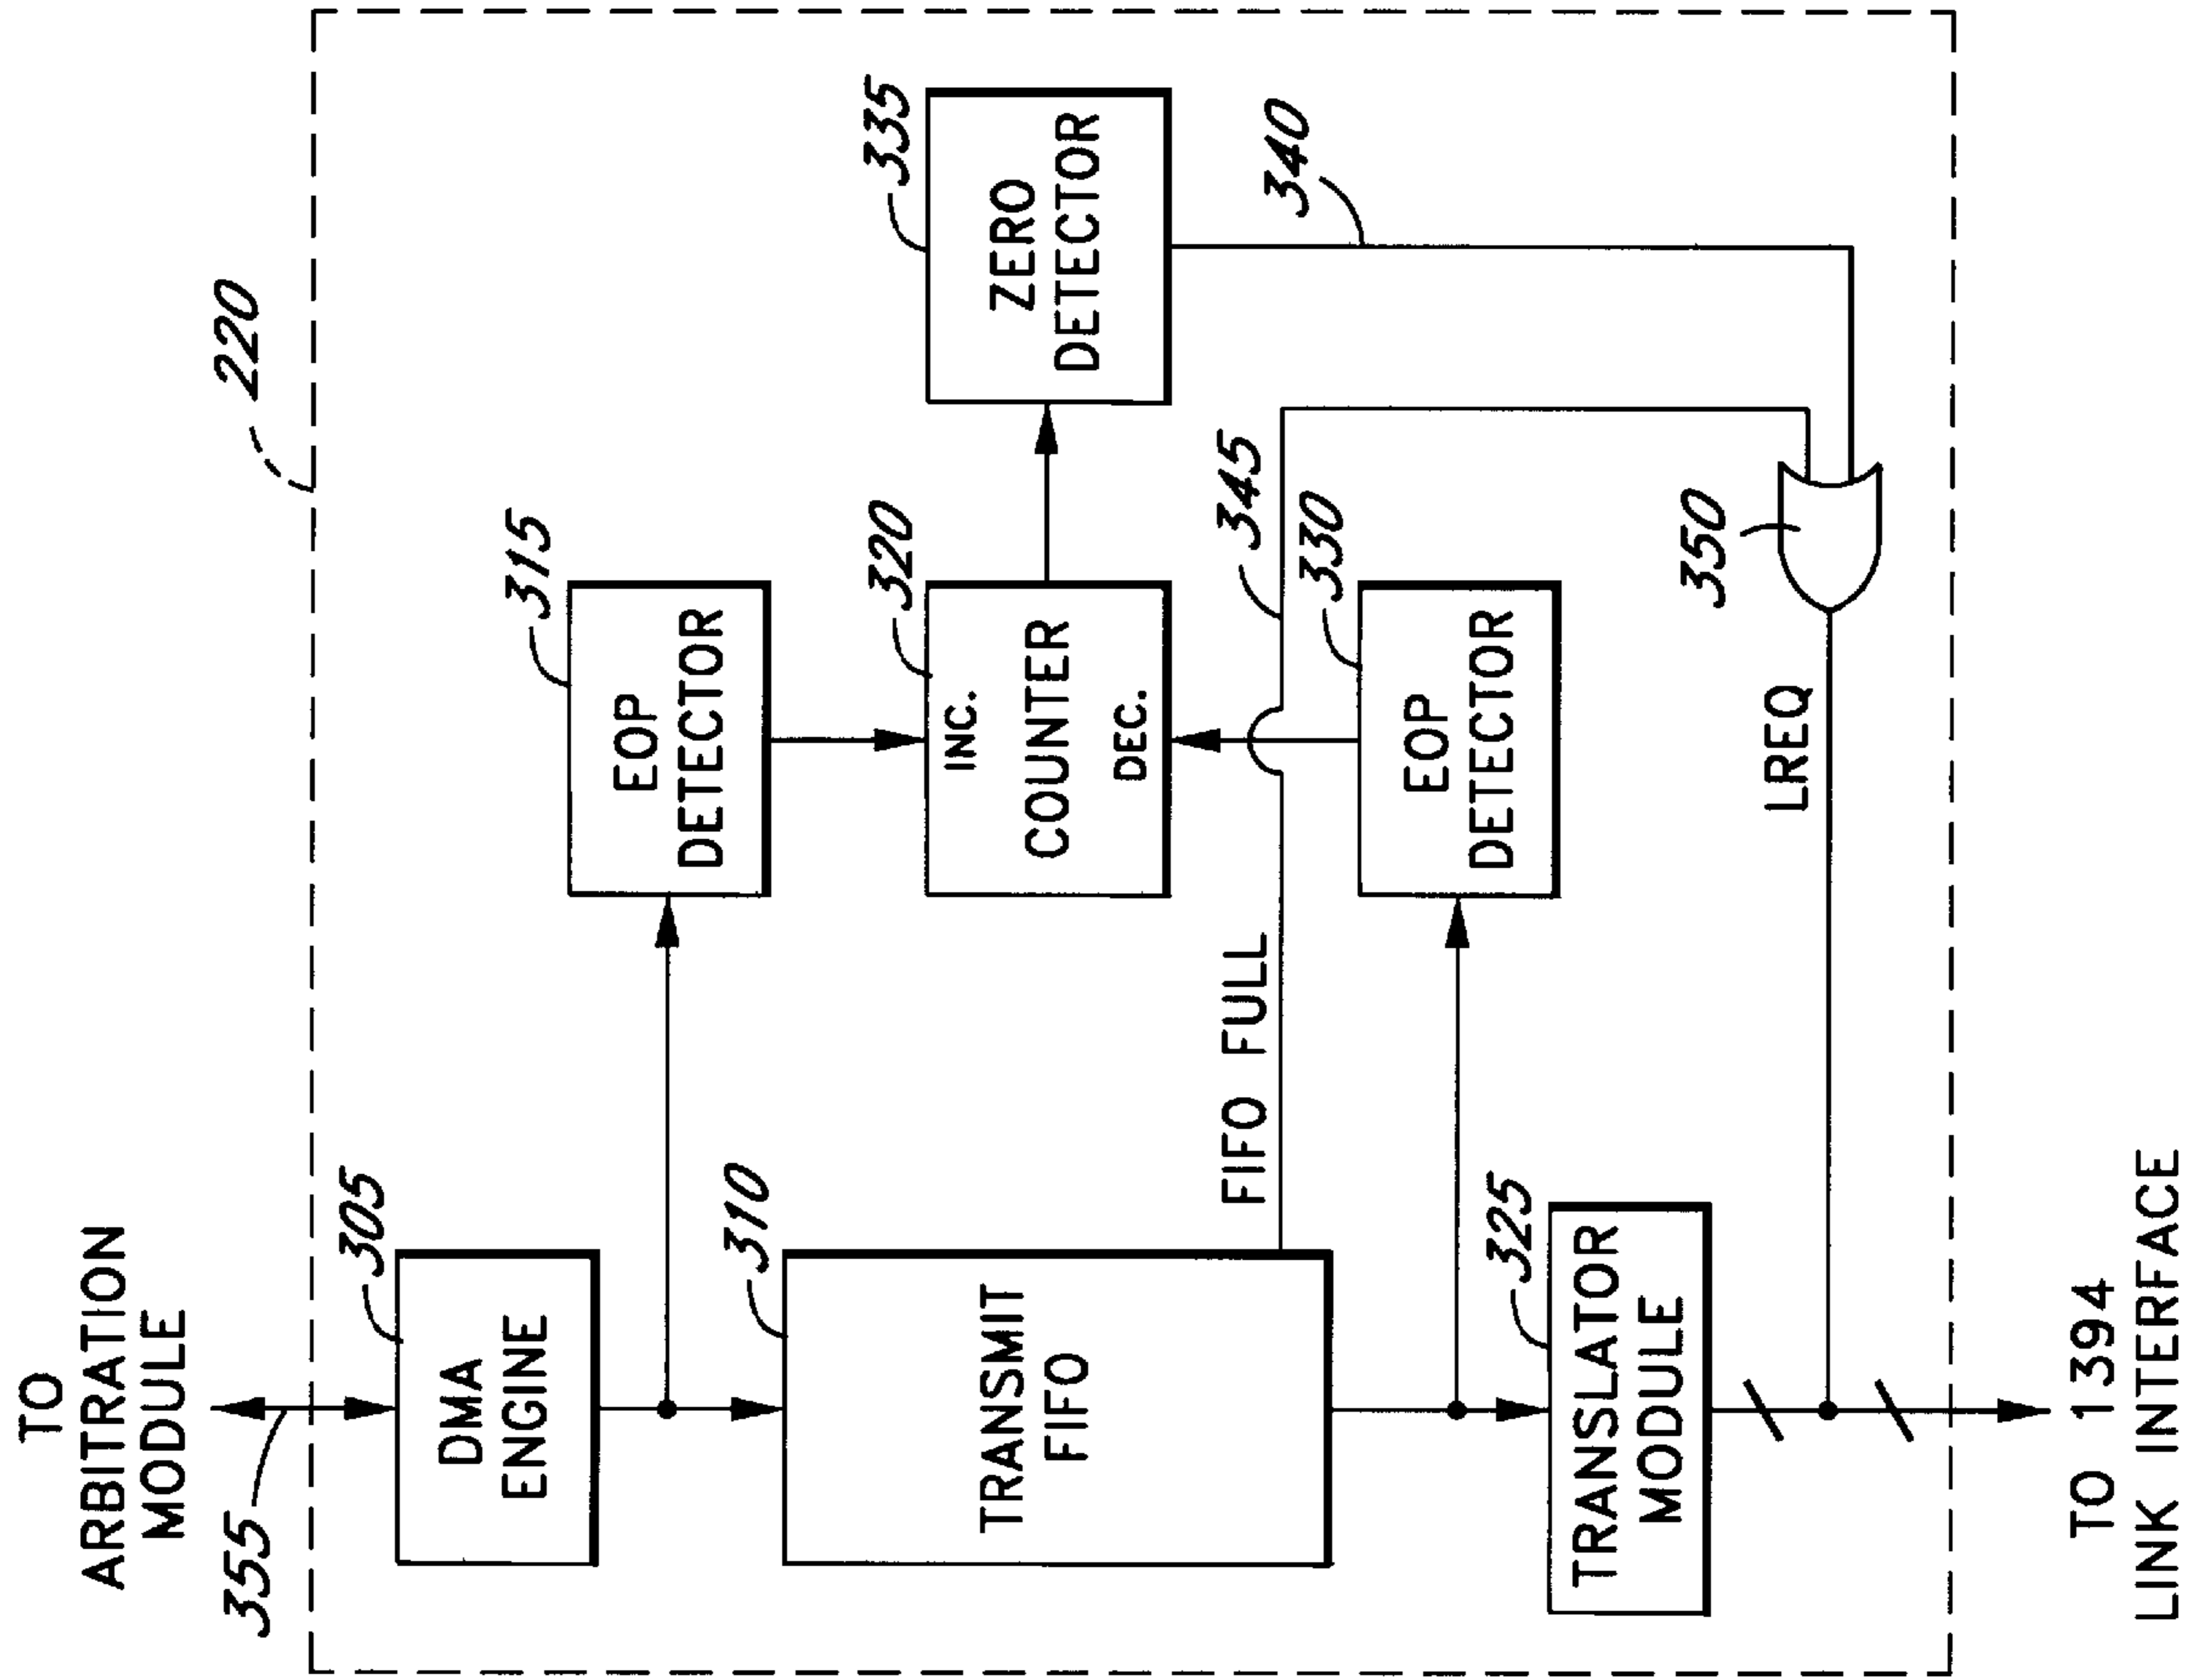 TO
ARBITRATION
MODULE
355
220
305
DMA
ENGINE
315
EOP
DETECTOR
310
TRANSMIT
FIFO
320
INC.
COUNTER
DEC.
335
ZERO
DETECTOR
340
FIFO FULL
345
330
EOP
DETECTOR
325
TRANSLATOR
MODULE
350
LREQ
TO 1394
LINK INTERFACE